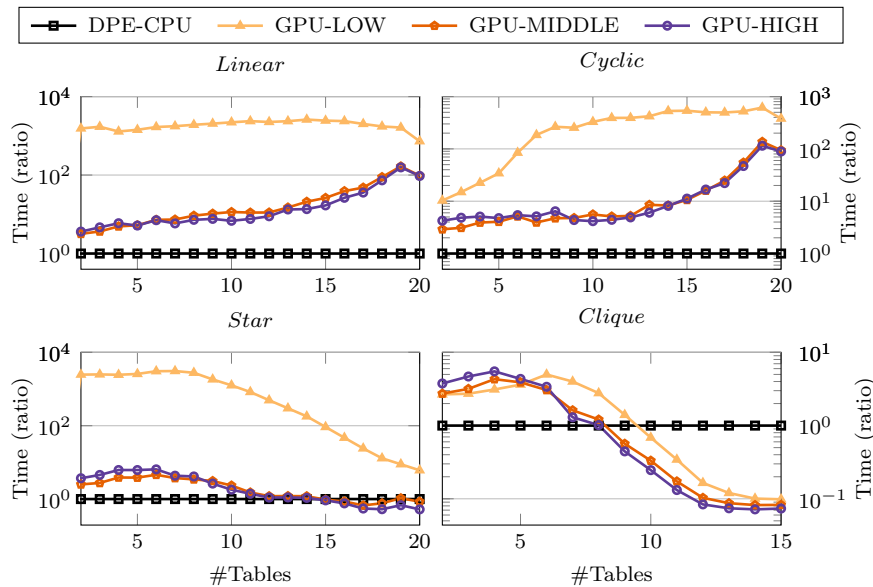 DPE-CPU GPU-LOW GPU-MIDDLE GPU-HIGH
Linear Cyclic
10^4 10^3
10^2 10^2
10^1
10^0 10^0
Time (ratio) Time (ratio)
5 10 15 20 5 10 15 20
Star Clique
10^4 10^1
10^2 10^0
10^0 10^−1
Time (ratio) Time (ratio)
5 10 15 20 5 10 15
#Tables #Tables